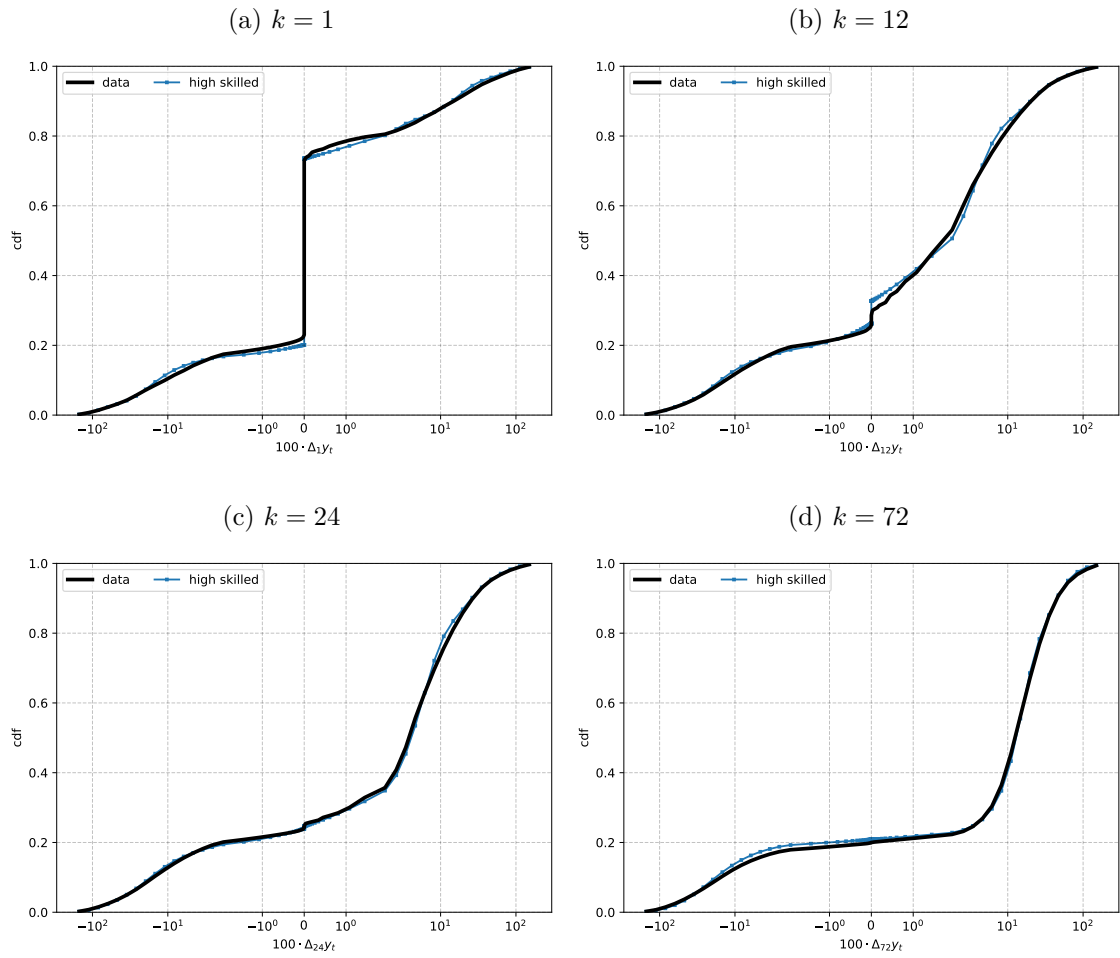 (a) k = 1
(b) k = 12
data high skilled
data high skilled
1.0 0.8 0.6 0.4 0.2 0.0
cdf
−10² −10¹ −10⁰ 0 10⁰ 10¹ 10²
100 · Δ₁yₜ
1.0 0.8 0.6 0.4 0.2 0.0
cdf
−10² −10¹ −10⁰ 0 10⁰ 10¹ 10²
100 · Δ₁₂yₜ
(c) k = 24
(d) k = 72
data high skilled
data high skilled
1.0 0.8 0.6 0.4 0.2 0.0
cdf
−10² −10¹ −10⁰ 0 10⁰ 10¹ 10²
100 · Δ₂₄yₜ
1.0 0.8 0.6 0.4 0.2 0.0
cdf
−10² −10¹ −10⁰ 0 10⁰ 10¹ 10²
100 · Δ₇₂yₜ